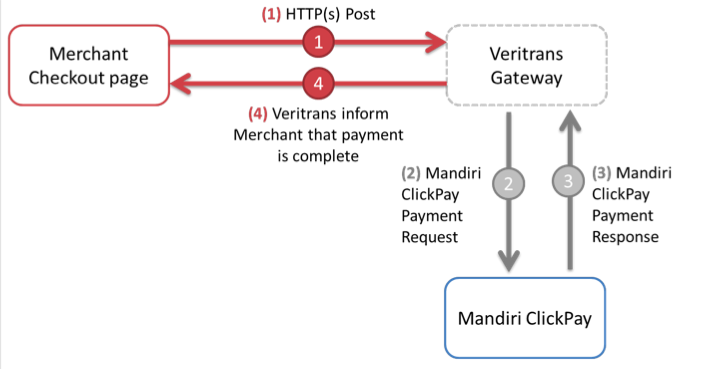 (1) HTTP(s) Post
Merchant
Checkout page
1
Veritrans
Gateway
4
(4) Veritrans inform
Merchant that payment
is complete
(2) Mandiri
ClickPay
Payment
Request
2
3
(3) Mandiri
ClickPay
Payment
Response
Mandiri ClickPay